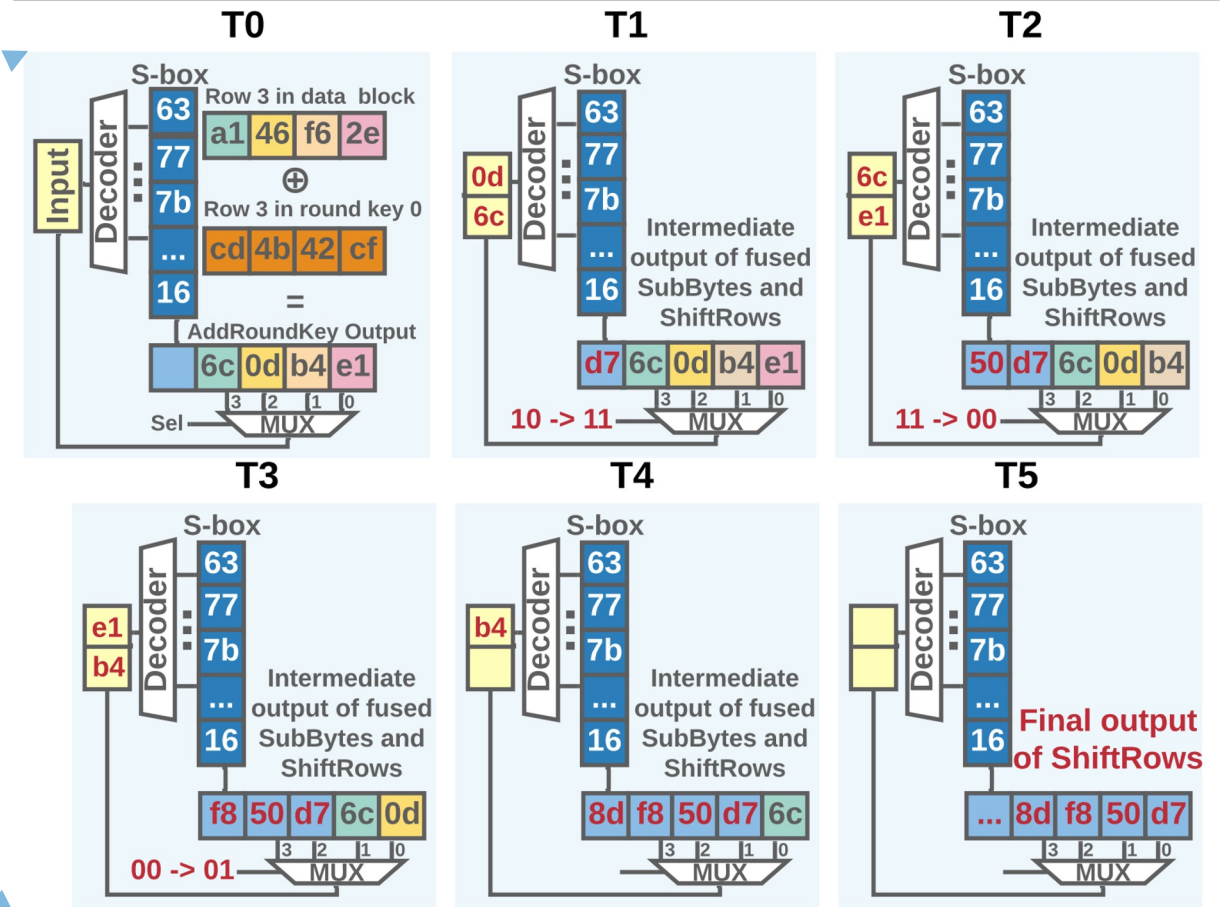 T0
S-box
Input
Decoder
63
77
7b
...
16
Row 3 in data block
a1 46 f6 2e
⊕
Row 3 in round key 0
cd 4b 42 cf
=
AddRoundKey Output
6c 0d b4 e1
3 2 1 0
Sel
MUX
T1
S-box
0d
6c
Decoder
63
77
7b
...
16
Intermediate
output of fused
SubBytes and
ShiftRows
d7 6c 0d b4 e1
3 2 1 0
10 -> 11
MUX
T2
S-box
6c
e1
Decoder
63
77
7b
...
16
Intermediate
output of fused
SubBytes and
ShiftRows
50 d7 6c 0d b4
3 2 1 0
11 -> 00
MUX
T3
S-box
e1
b4
Decoder
63
77
7b
...
16
Intermediate
output of fused
SubBytes and
ShiftRows
f8 50 d7 6c 0d
3 2 1 0
00 -> 01
MUX
T4
S-box
b4
Decoder
63
77
7b
...
16
Intermediate
output of fused
SubBytes and
ShiftRows
8d f8 50 d7 6c
3 2 1 0
MUX
T5
S-box
Decoder
63
77
7b
...
16
Final output
of ShiftRows
... 8d f8 50 d7
3 2 1 0
MUX